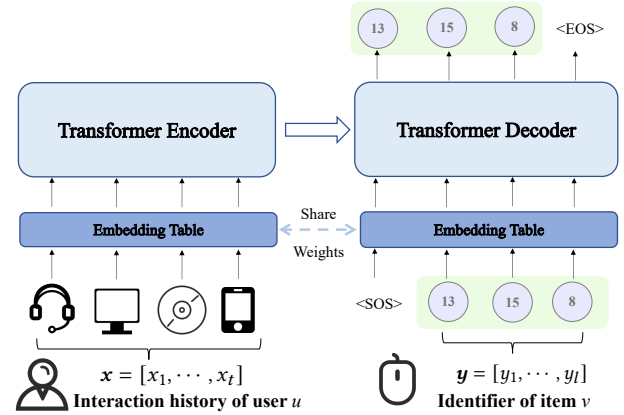 13 15 8 <EOS>
Transformer Encoder
Transformer Decoder
Embedding Table
Share
Weights
Embedding Table
<SOS> 13 15 8
x = [x₁, ⋯ , xₜ]
Interaction history of user u
y = [y₁, ⋯ , yₗ]
Identifier of item v